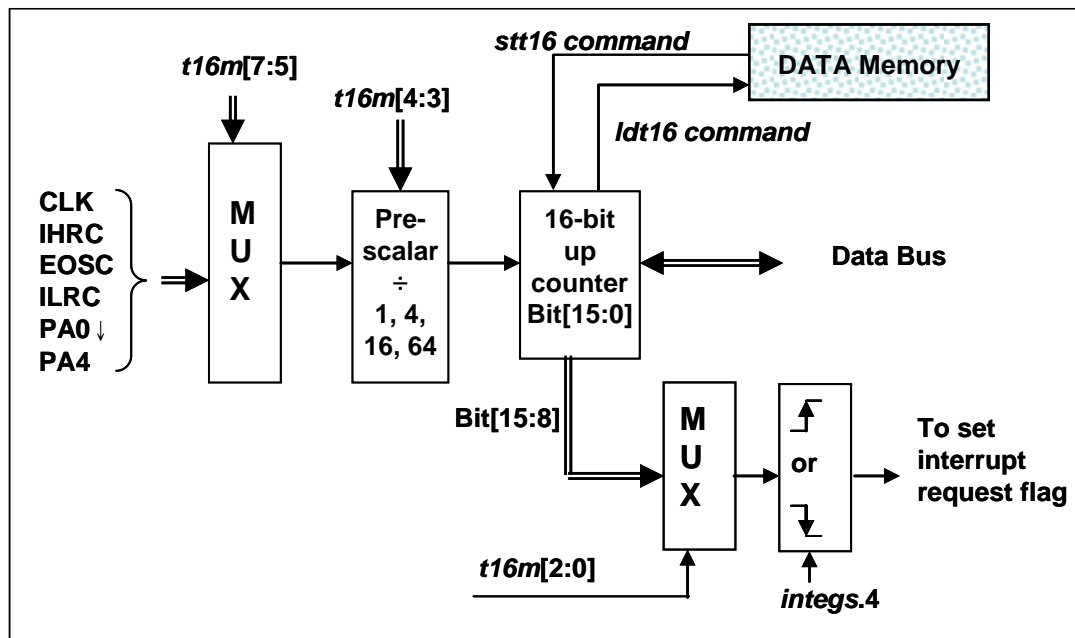 stt16 command
DATA Memory
t16m[7:5]
t16m[4:3]
ldt16 command
CLK
IHRC
EOSC
ILRC
PA0↓
PA4
M
U
X
Pre-
scalar
÷
1, 4,
16, 64
16-bit
up
counter
Bit[15:0]
Data Bus
Bit[15:8]
M
U
X
or
To set
interrupt
request flag
t16m[2:0]
integs.4